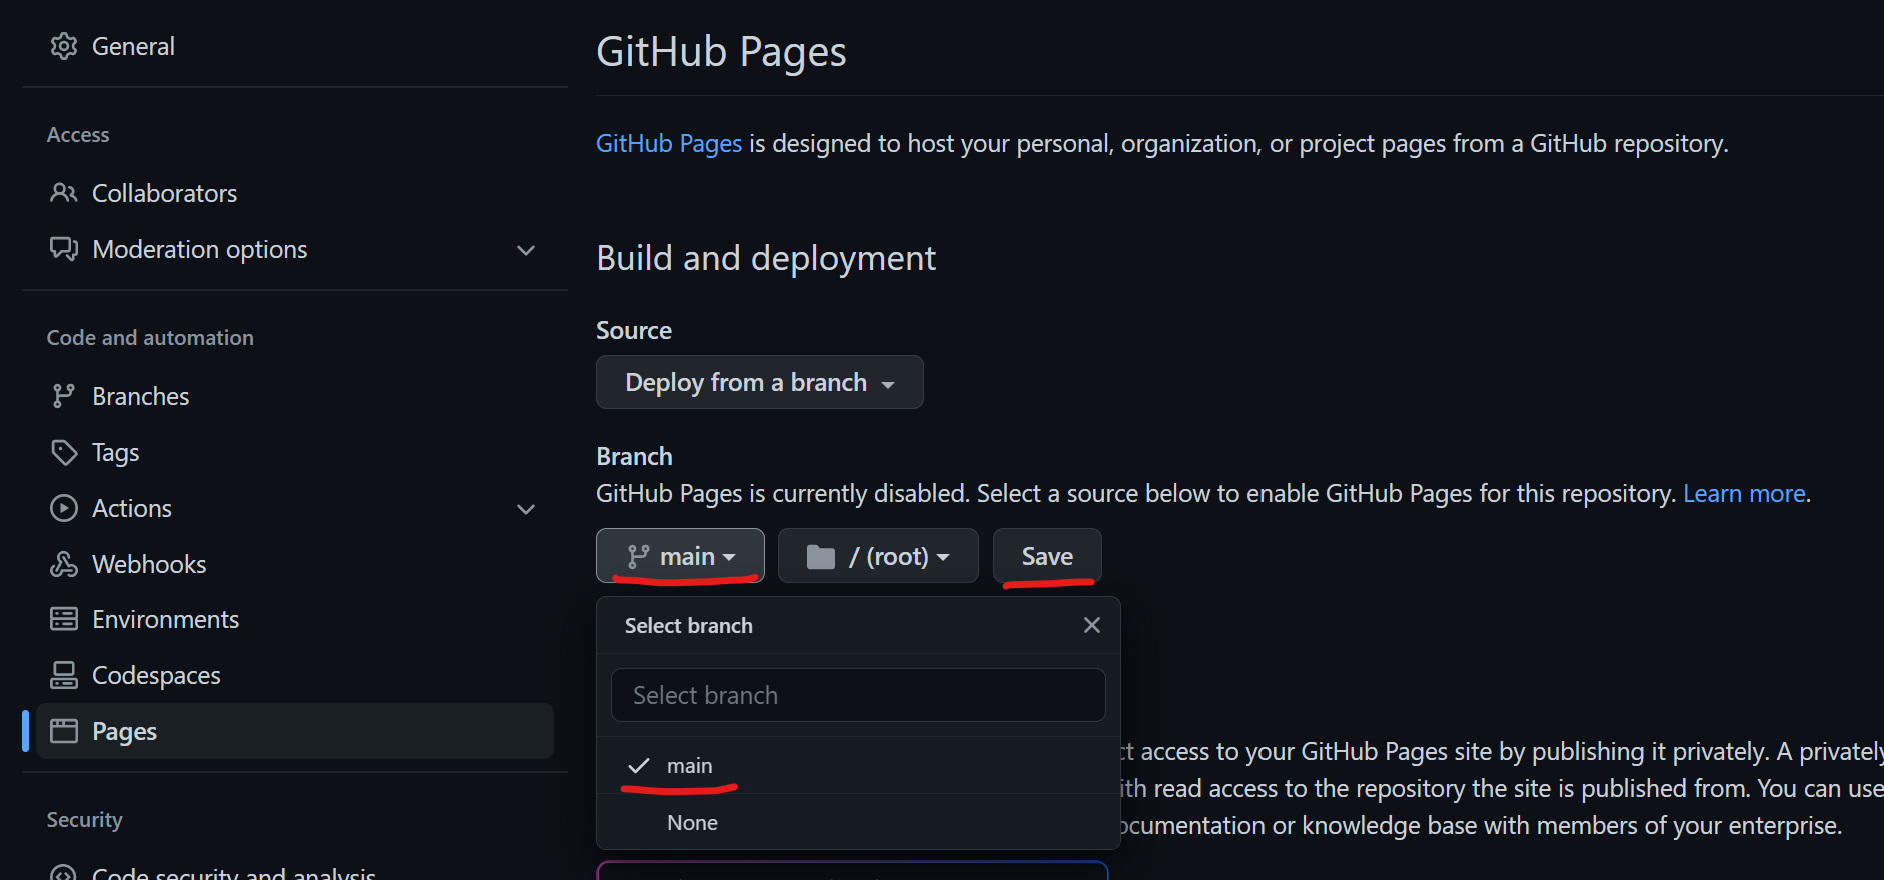 General
Access
Collaborators
Moderation options
Code and automation
Branches
Tags
Actions
Webhooks
Environments
Codespaces
Pages
Security
Code security and analysis
GitHub Pages
GitHub Pages is designed to host your personal, organization, or project pages from a GitHub repository.
Build and deployment
Source
Deploy from a branch
Branch
GitHub Pages is currently disabled. Select a source below to enable GitHub Pages for this repository. Learn more.
main / (root) Save
Select branch
Select branch
main
None
access to your GitHub Pages site by publishing it privately. A privately
read access to the repository the site is published from. You can use
or knowledge base with members of your enterprise.